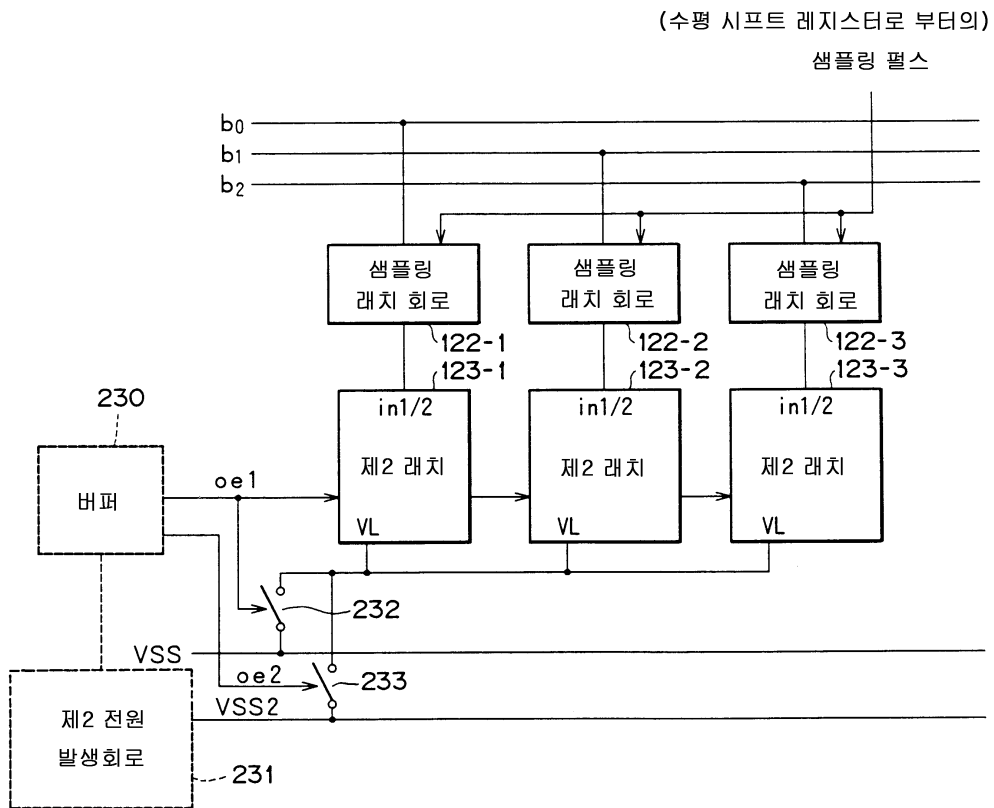 (수평 시프트 레지스터로 부터의)
샘플링 펄스
b0
b1
b2
샘플링
래치 회로
샘플링
래치 회로
샘플링
래치 회로
122-1
122-2
122-3
123-1
123-2
123-3
230
in1/2
in1/2
in1/2
버퍼
oe1
제2 래치
제2 래치
제2 래치
VL
VL
VL
232
VSS
oe2
233
VSS2
제2 전원
발생회로
231